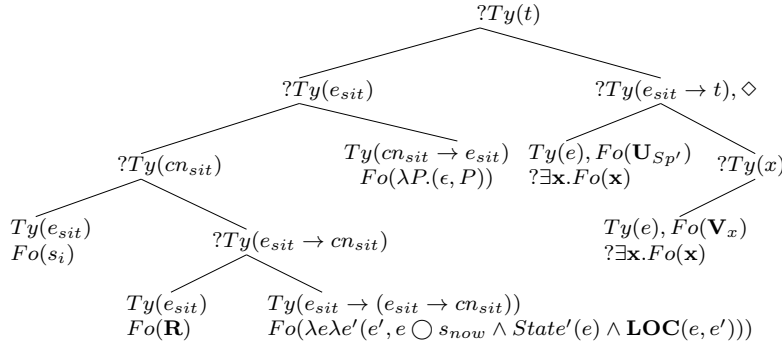 ?Ty(t)
?Ty(e_sit) ?Ty(e_sit → t), ◇
?Ty(cn_sit) Ty(cn_sit → e_sit) Ty(e), Fo(U_Sp′) ?Ty(x)
Fo(λP.(ϵ, P)) ?∃x.Fo(x)
Ty(e_sit) ?Ty(e_sit → cn_sit) Ty(e), Fo(V_x)
Fo(s_i) ?∃x.Fo(x)
Ty(e_sit) Ty(e_sit → (e_sit → cn_sit))
Fo(R) Fo(λeλe′(e′, e ◯ s_now ∧ State′(e) ∧ LOC(e, e′)))